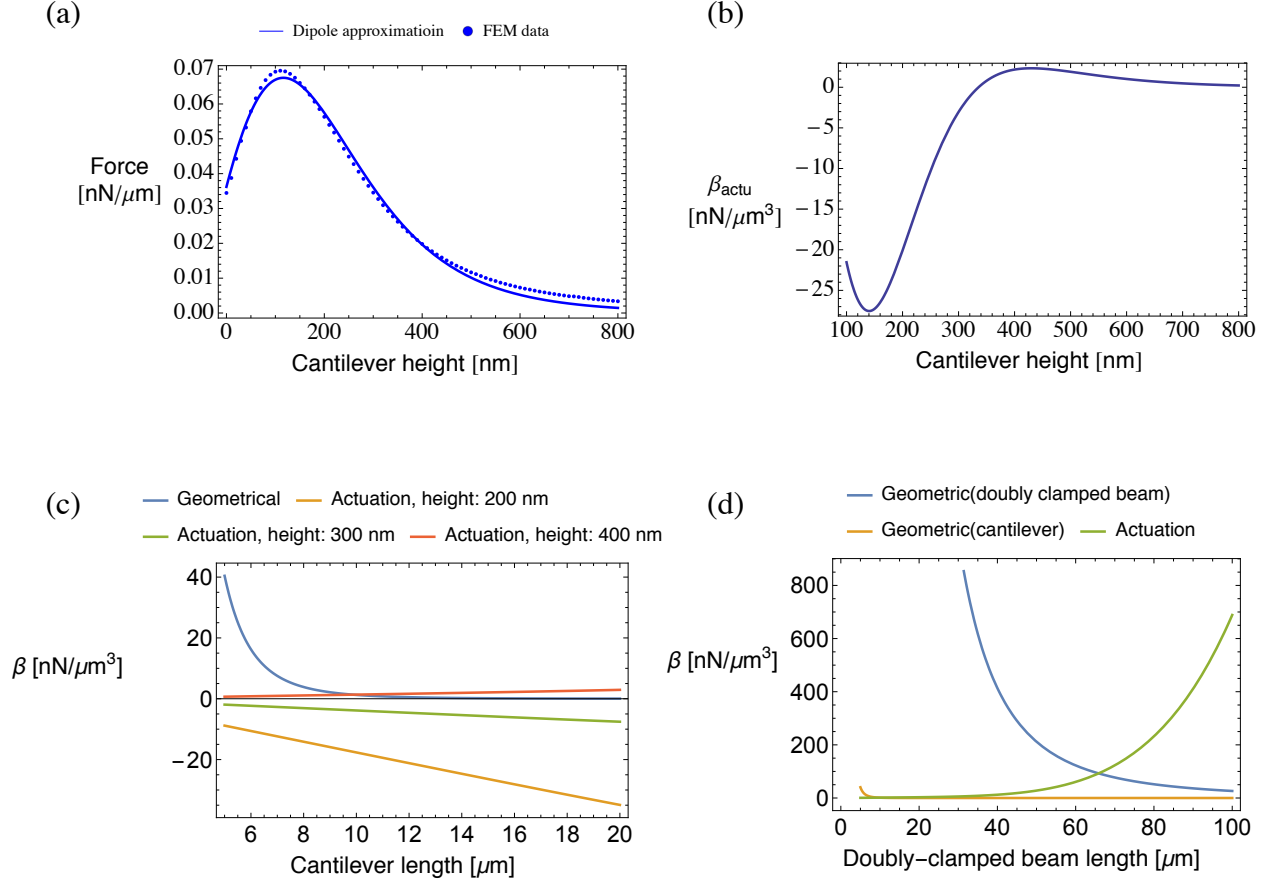 (a)
Dipole approximatioin FEM data
0.07
0.06
0.05
0.04
0.03
0.02
0.01
0.00
Force
[nN/μm]
0 200 400 600 800
Cantilever height [nm]
(b)
0
−5
−10
−15
−20
−25
βactu
[nN/μm³]
100 200 300 400 500 600 700 800
Cantilever height [nm]
(c)
Geometrical Actuation, height: 200 nm
Actuation, height: 300 nm Actuation, height: 400 nm
40
20
0
−20
β [nN/μm³]
6 8 10 12 14 16 18 20
Cantilever length [μm]
(d)
Geometric(doubly clamped beam)
Geometric(cantilever) Actuation
800
600
400
200
0
β [nN/μm³]
0 20 40 60 80 100
Doubly−clamped beam length [μm]